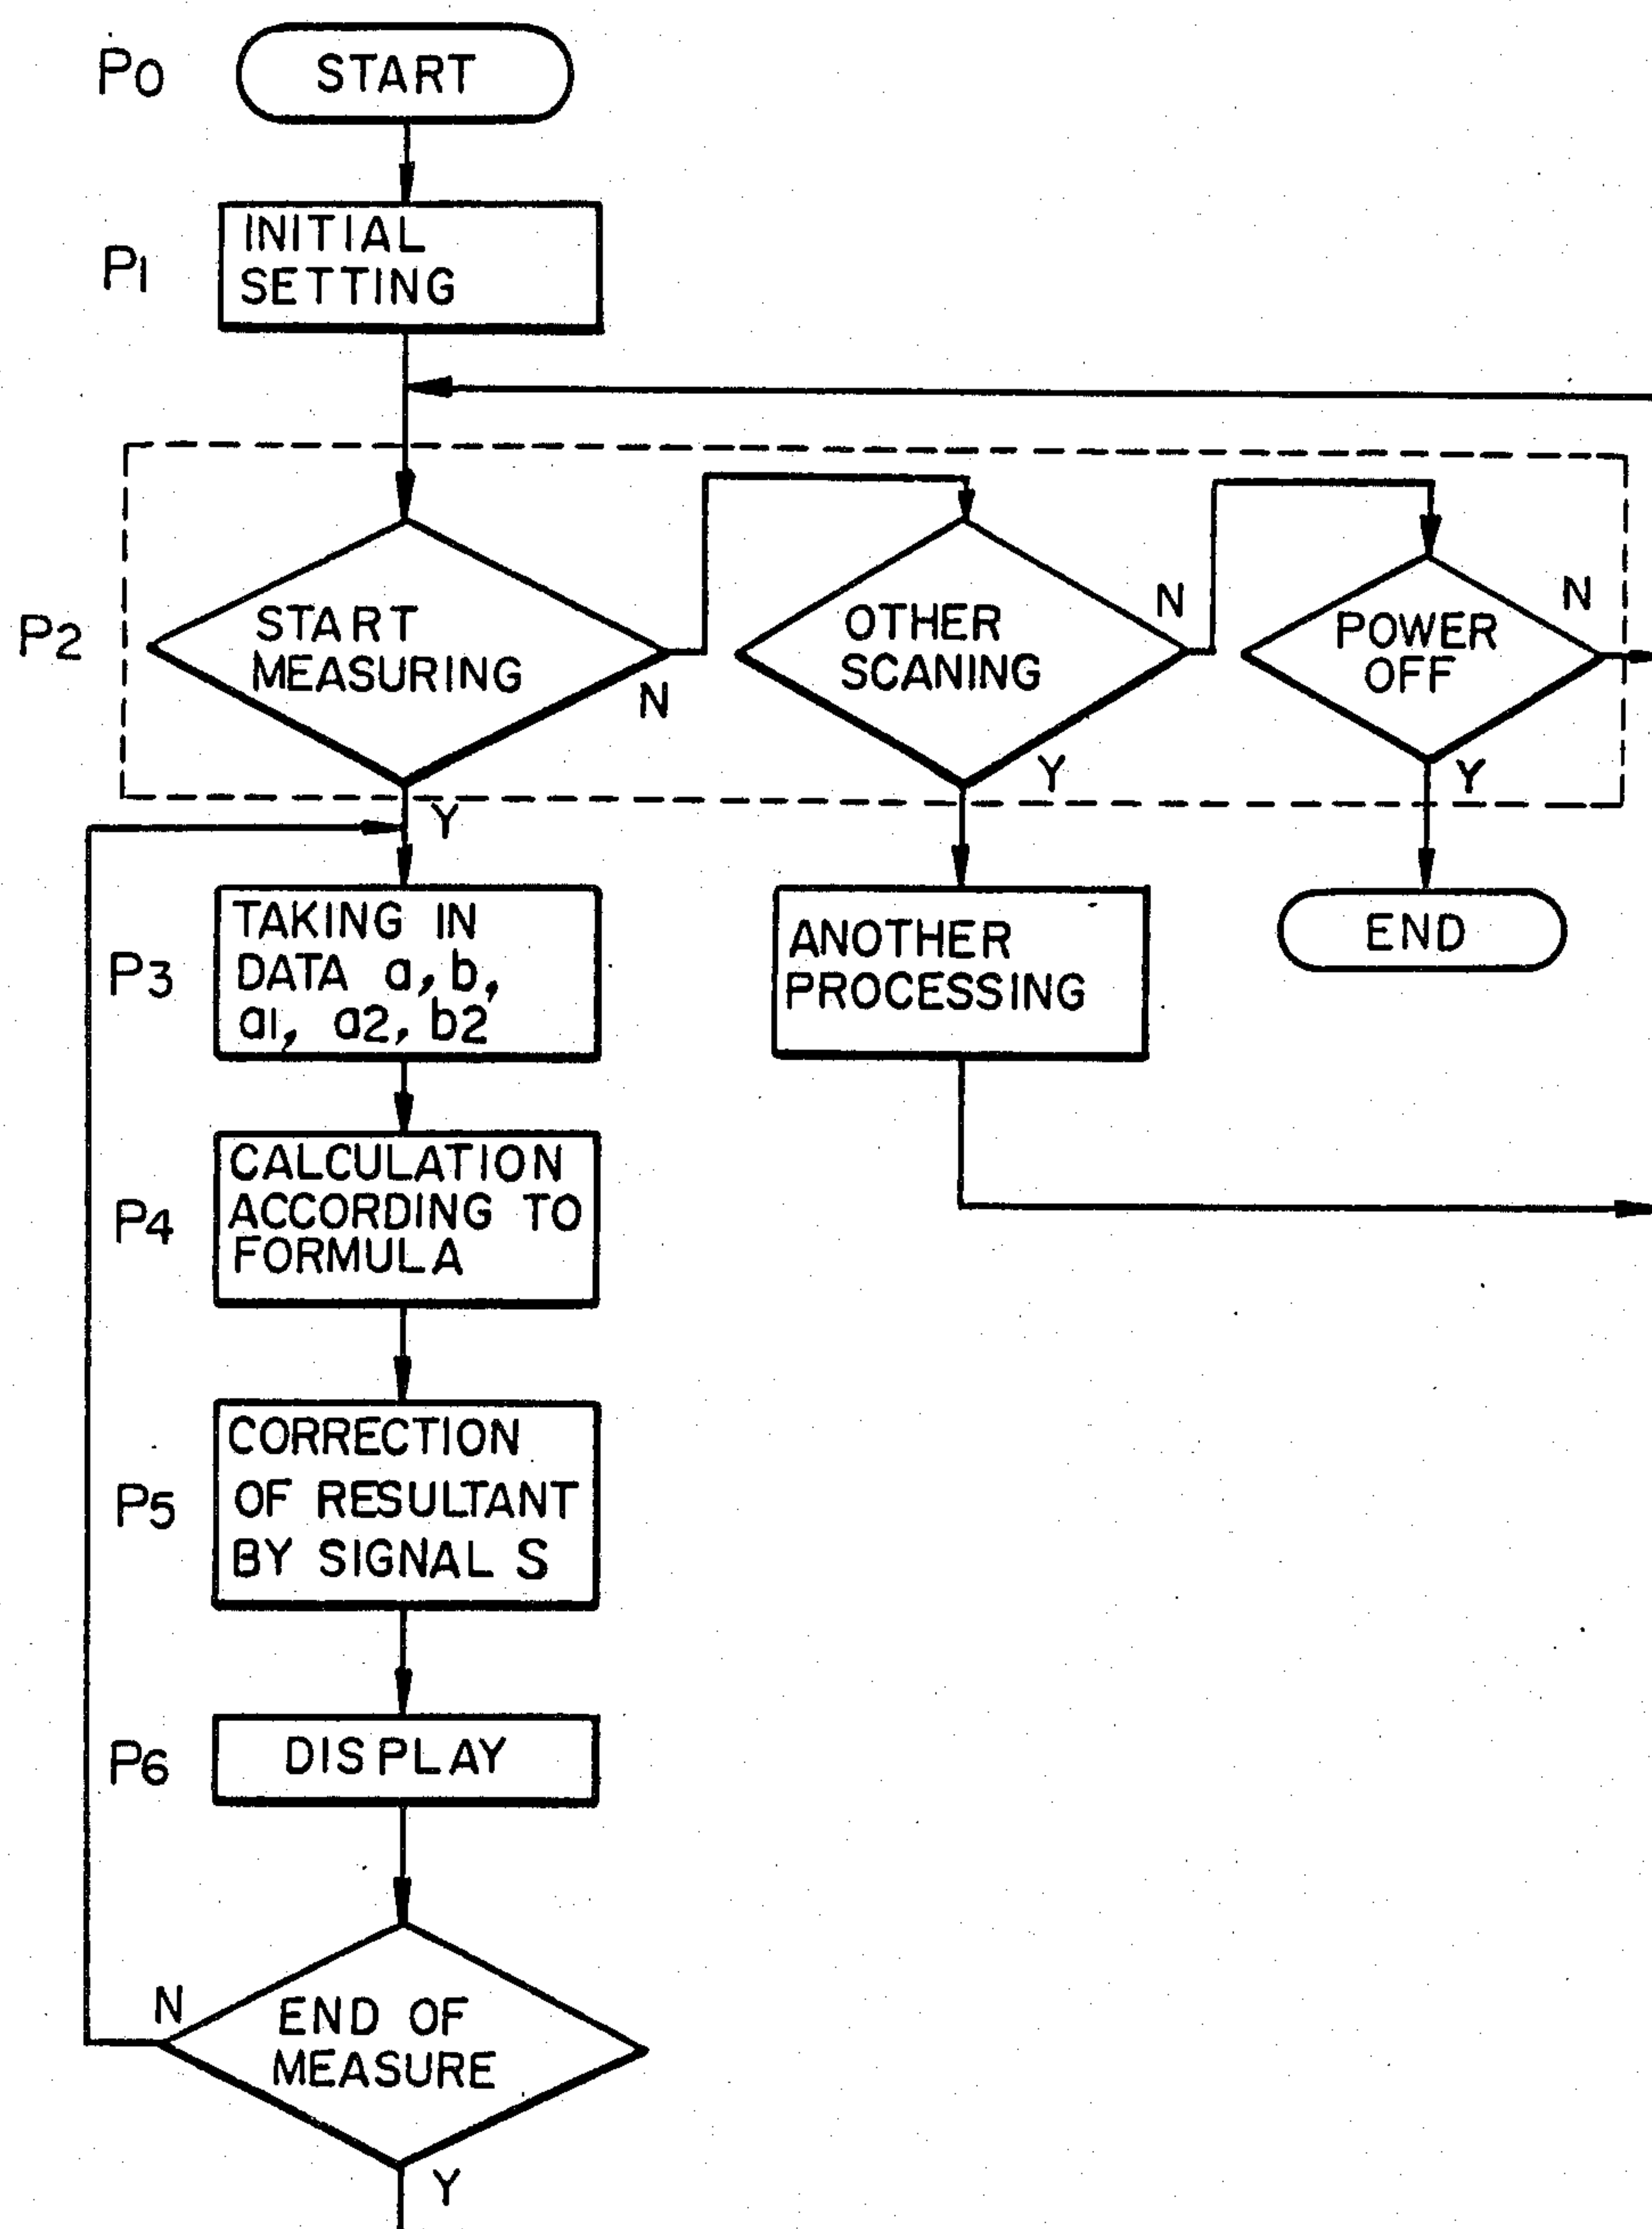 P0
START
P1
INITIAL
SETTING
P2
START
MEASURING
N
Y
OTHER
SCANING
N
Y
POWER
OFF
N
Y
P3
TAKING IN
DATA a, b,
a1, a2, b2
ANOTHER
PROCESSING
END
P4
CALCULATION
ACCORDING TO
FORMULA
P5
CORRECTION
OF RESULTANT
BY SIGNAL S
P6
DISPLAY
N
END OF
MEASURE
Y